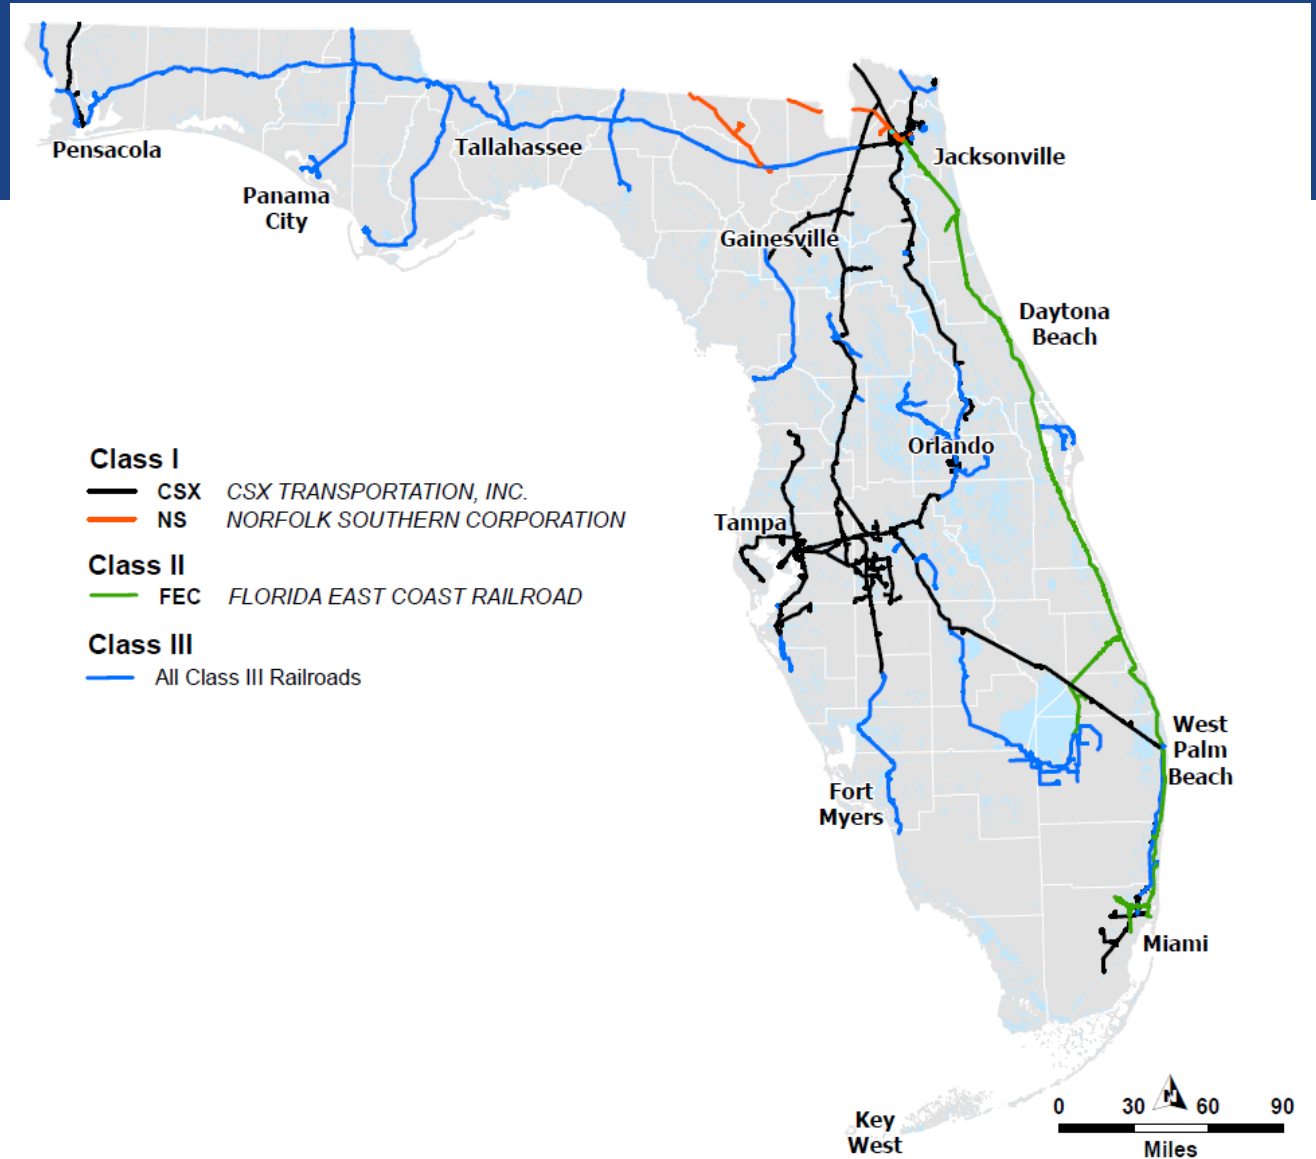 Pensacola
Panama
City
Tallahassee
Jacksonville
Gainesville
Daytona
Beach
Orlando
Tampa
Class I
CSX CSX TRANSPORTATION, INC.
NS NORFOLK SOUTHERN CORPORATION
Class II
FEC FLORIDA EAST COAST RAILROAD
Class III
All Class III Railroads
West
Palm
Beach
Fort
Myers
Miami
Key
West
N
0 30 60 90
Miles